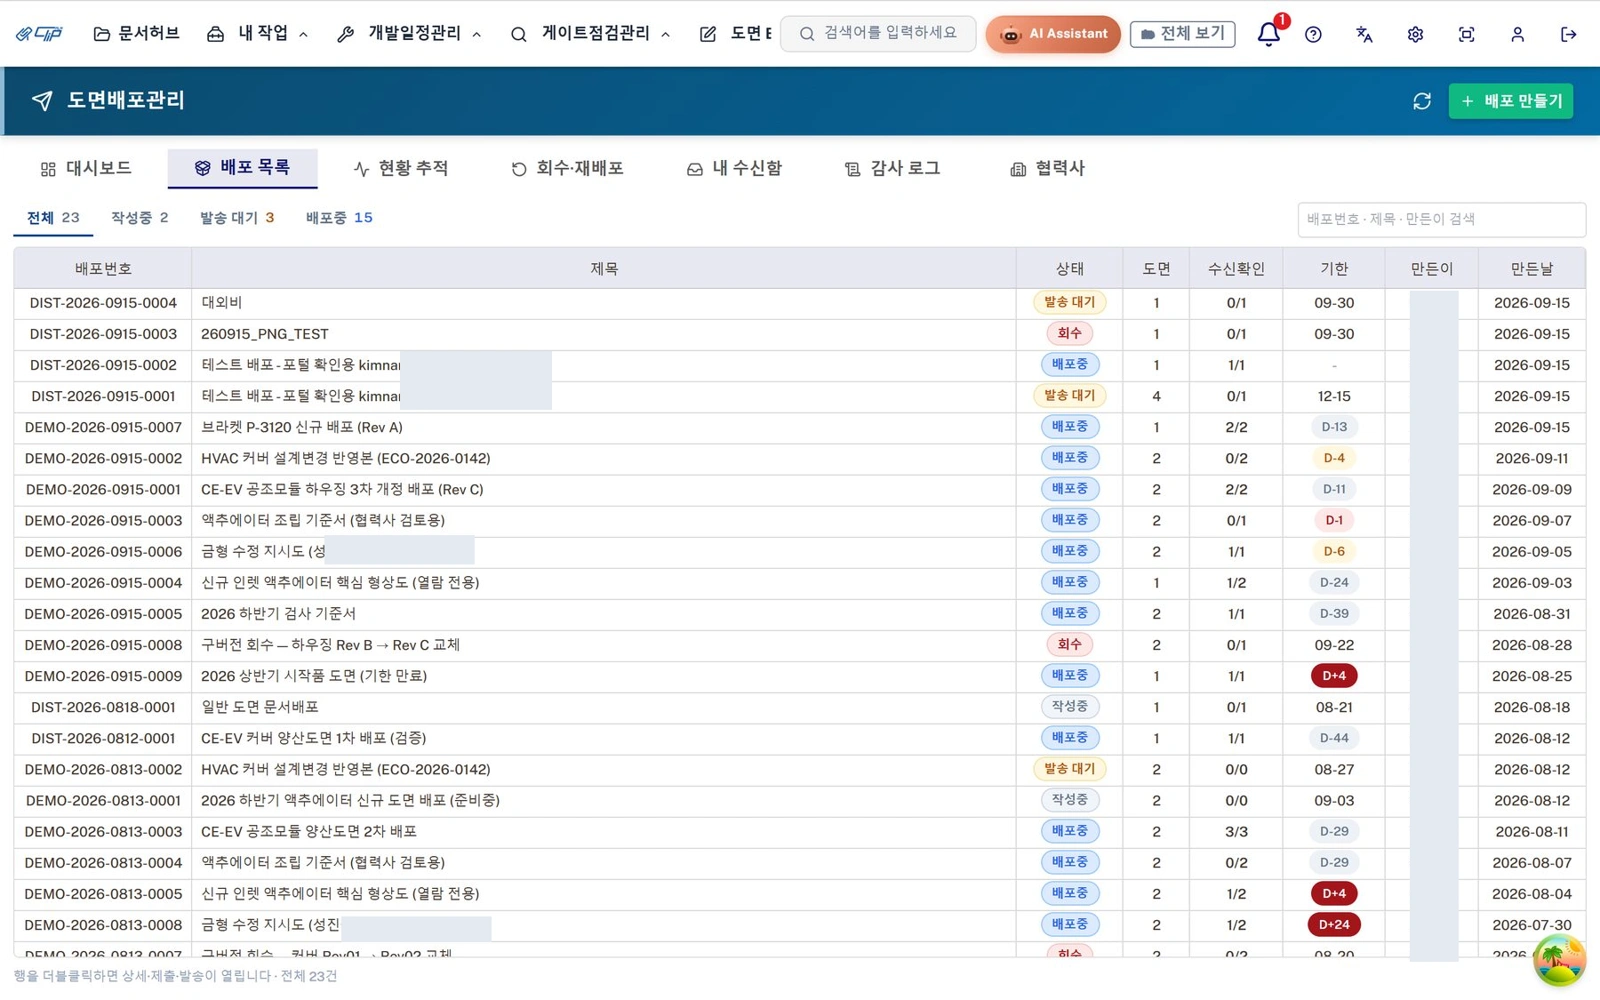 CLIP
문서허브
내 작업
개발일정관리
게이트점검관리
도면
검색어를 입력하세요
AI Assistant
전체 보기
1
도면배포관리
+ 배포 만들기
대시보드
배포 목록
현황 추적
회수·재배포
내 수신함
감사 로그
협력사
전체 23
작성중 2
발송 대기 3
배포중 15
배포번호 · 제목 · 만든이 검색
배포번호 제목 상태 도면 수신확인 기한 만든이 만든날
DIST-2026-0915-0004 대외비 발송 대기 1 0/1 09-30 2026-09-15
DIST-2026-0915-0003 260915_PNG_TEST 회수 1 0/1 09-30 2026-09-15
DIST-2026-0915-0002 테스트 배포 - 포털 확인용 kimnar 배포중 1 1/1 - 2026-09-15
DIST-2026-0915-0001 테스트 배포 - 포털 확인용 kimnar 발송 대기 4 0/1 12-15 2026-09-15
DEMO-2026-0915-0007 브라켓 P-3120 신규 배포 (Rev A) 배포중 1 2/2 D-13 2026-09-15
DEMO-2026-0915-0002 HVAC 커버 설계변경 반영본 (ECO-2026-0142) 배포중 2 0/2 D-4 2026-09-11
DEMO-2026-0915-0001 CE-EV 공조모듈 하우징 3차 개정 배포 (Rev C) 배포중 2 2/2 D-11 2026-09-09
DEMO-2026-0915-0003 액추에이터 조립 기준서 (협력사 검토용) 배포중 2 0/1 D-1 2026-09-07
DEMO-2026-0915-0006 금형 수정 지시도 (성 배포중 2 1/1 D-6 2026-09-05
DEMO-2026-0915-0004 신규 인렛 액추에이터 핵심 형상도 (열람 전용) 배포중 1 1/2 D-24 2026-09-03
DEMO-2026-0915-0005 2026 하반기 검사 기준서 배포중 2 1/1 D-39 2026-08-31
DEMO-2026-0915-0008 구버전 회수 — 하우징 Rev B → Rev C 교체 회수 2 0/1 09-22 2026-08-28
DEMO-2026-0915-0009 2026 상반기 시작품 도면 (기한 만료) 배포중 1 1/1 D+4 2026-08-25
DIST-2026-0818-0001 일반 도면 문서배포 작성중 1 0/1 08-21 2026-08-18
DIST-2026-0812-0001 CE-EV 커버 양산도면 1차 배포 (검증) 배포중 1 1/1 D-44 2026-08-12
DEMO-2026-0813-0002 HVAC 커버 설계변경 반영본 (ECO-2026-0142) 발송 대기 2 0/0 08-27 2026-08-12
DEMO-2026-0813-0001 2026 하반기 액추에이터 신규 도면 배포 (준비중) 작성중 2 0/0 09-03 2026-08-12
DEMO-2026-0813-0003 CE-EV 공조모듈 양산도면 2차 배포 배포중 2 3/3 D-29 2026-08-11
DEMO-2026-0813-0004 액추에이터 조립 기준서 (협력사 검토용) 배포중 2 0/2 D-29 2026-08-07
DEMO-2026-0813-0005 신규 인렛 액추에이터 핵심 형상도 (열람 전용) 배포중 2 1/2 D+4 2026-08-04
DEMO-2026-0813-0008 금형 수정 지시도 (성진 배포중 2 1/2 D+24 2026-07-30
DEMO-2026-0813-0007 구버전 회수 — 커버 Rev01 → Rev02 교체 회수 2 0/2 08-20
행을 더블클릭하면 상세·제출·발송이 열립니다 · 전체 23건